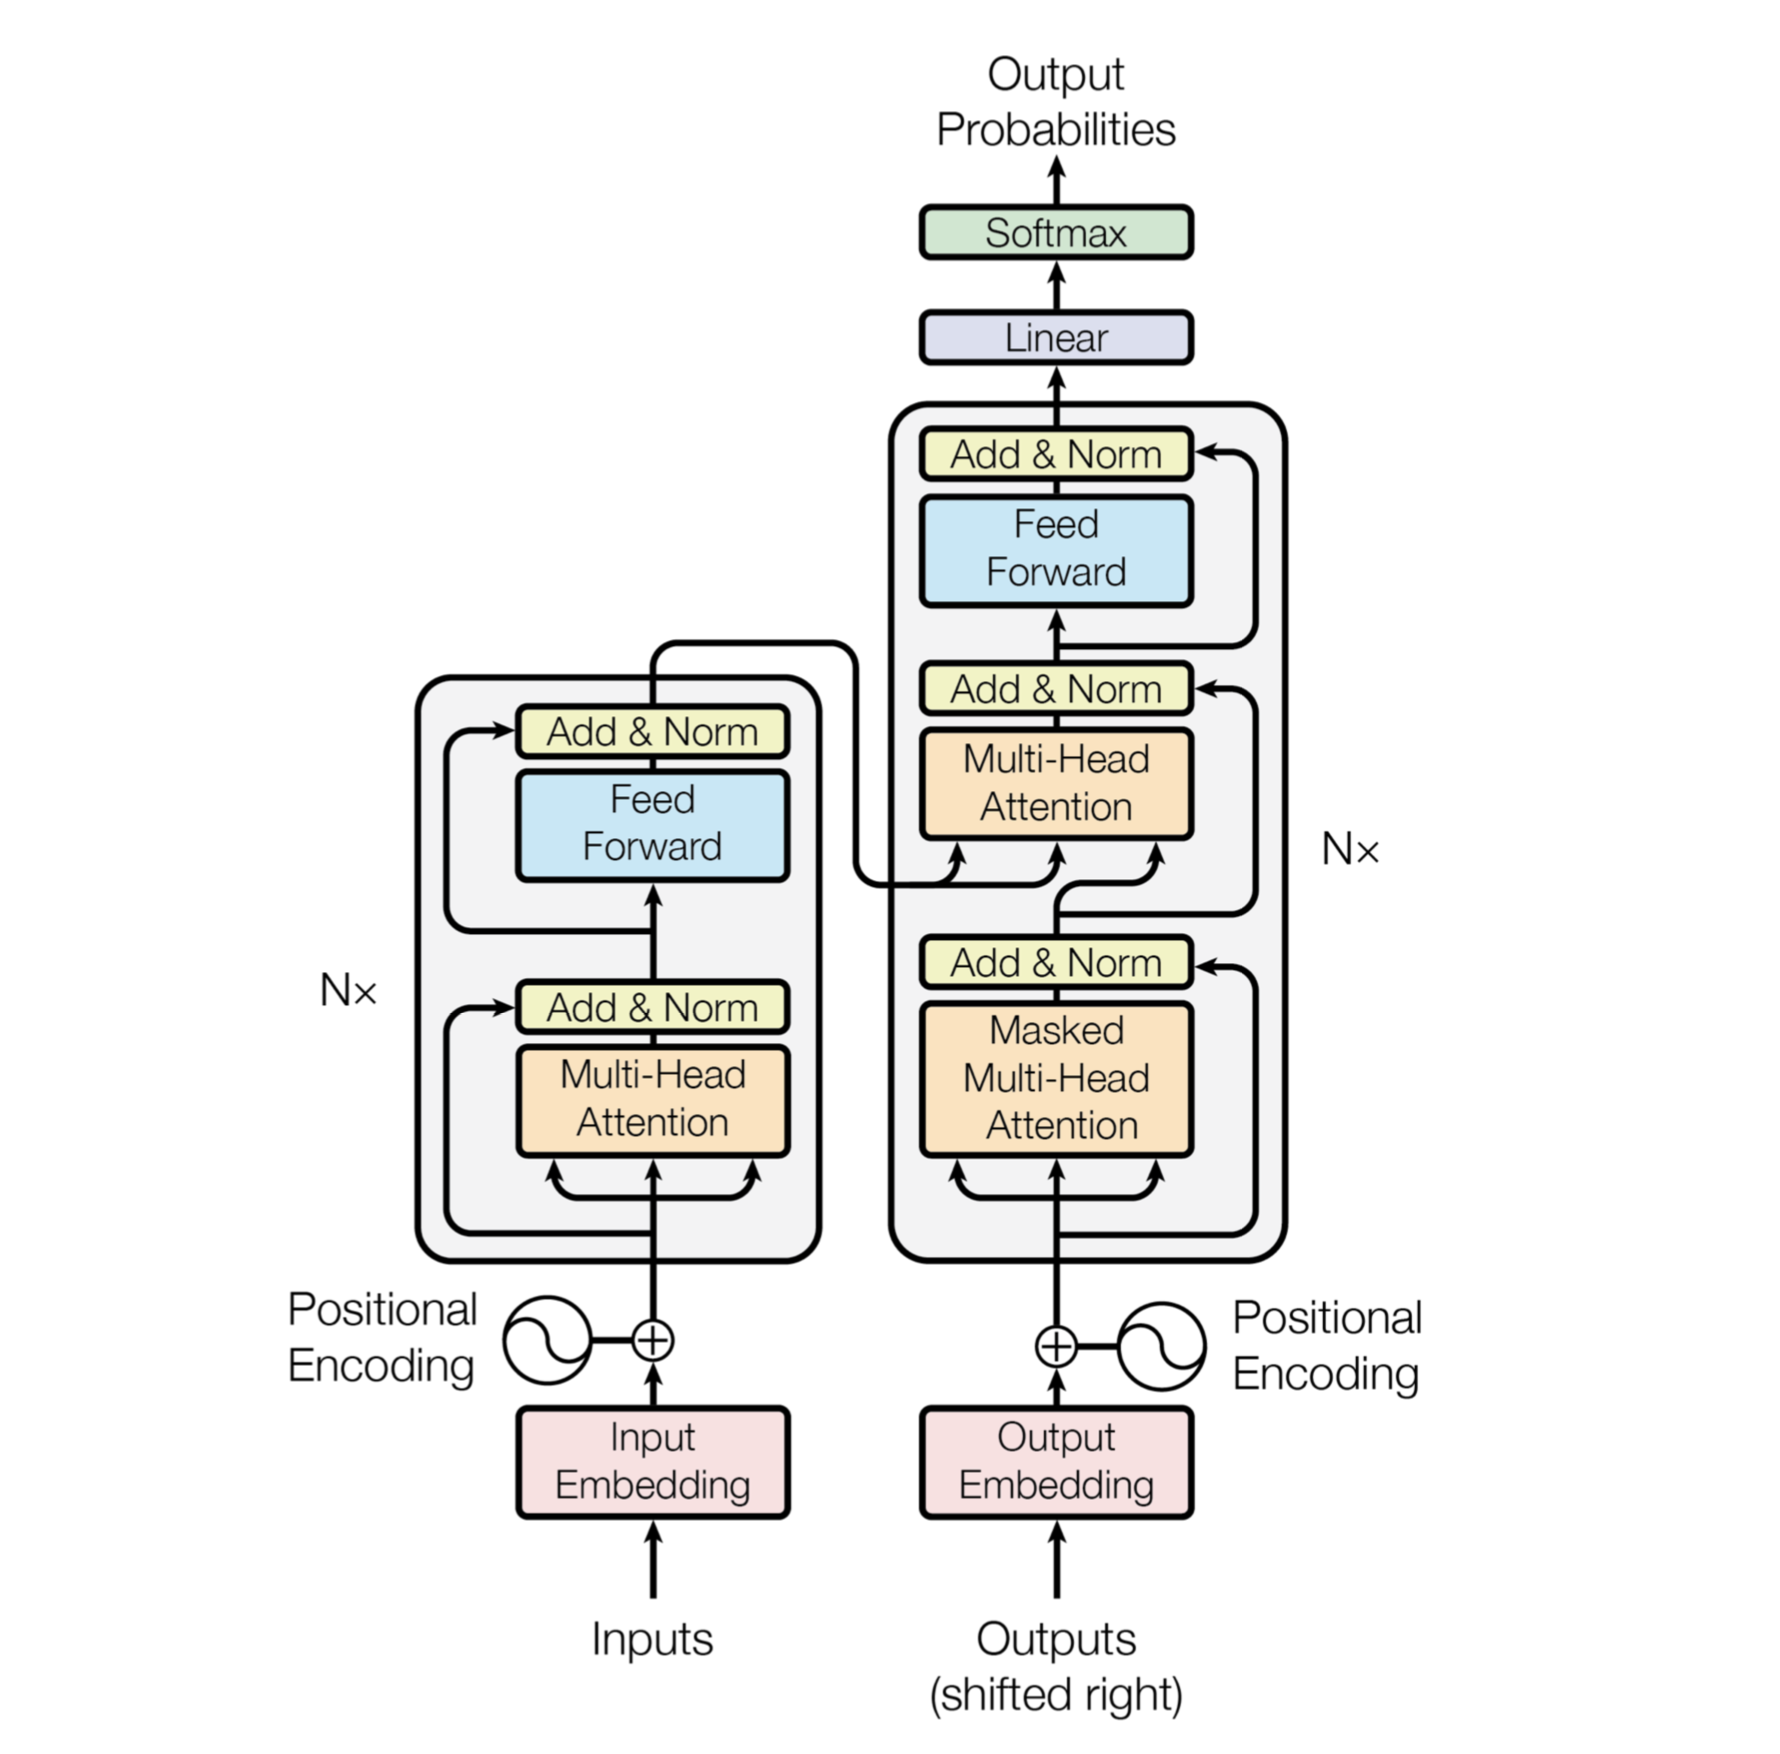 Output
Probabilities
Softmax
Linear
Add & Norm
Feed
Forward
Add & Norm
Multi-Head
Attention
N×
Add & Norm
Masked
Multi-Head
Attention
Add & Norm
Feed
Forward
N×
Add & Norm
Multi-Head
Attention
Positional
Encoding
Positional
Encoding
Input
Embedding
Output
Embedding
Inputs
Outputs
(shifted right)